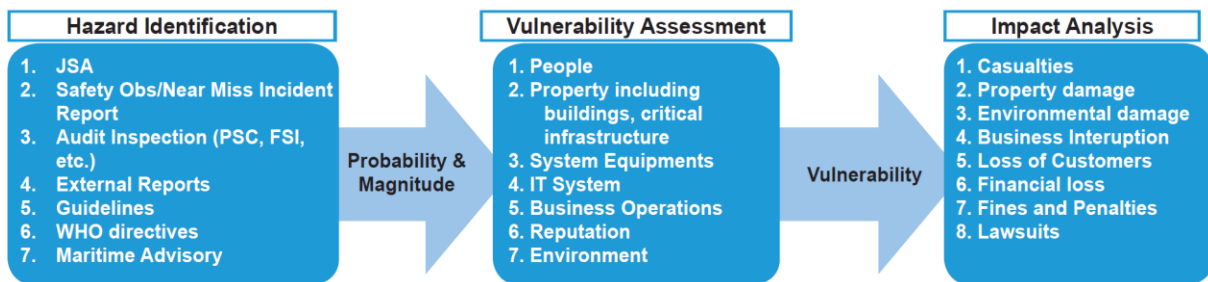 Hazard Identification
1. JSA
2. Safety Obs/Near Miss Incident
Report
3. Audit Inspection (PSC, FSI,
etc.)
4. External Reports
5. Guidelines
6. WHO directives
7. Maritime Advisory
Probability &
Magnitude
Vulnerability Assessment
1. People
2. Property including
buildings, critical
infrastructure
3. System Equipments
4. IT System
5. Business Operations
6. Reputation
7. Environment
Vulnerability
Impact Analysis
1. Casualties
2. Property damage
3. Environmental damage
4. Business Interuption
5. Loss of Customers
6. Financial loss
7. Fines and Penalties
8. Lawsuits